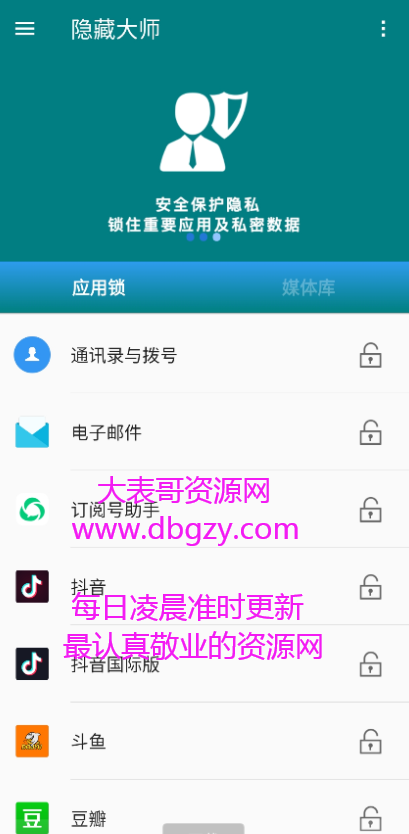 隐藏大师
安全保护隐私
锁住重要应用及私密数据
应用锁
媒体库
通讯录与拨号
电子邮件
大表哥资源网
订阅号助手
www.dbgzy.com
抖音
每日凌晨准时更新
最认真敬业的资源网
抖音国际版
斗鱼
豆
豆瓣